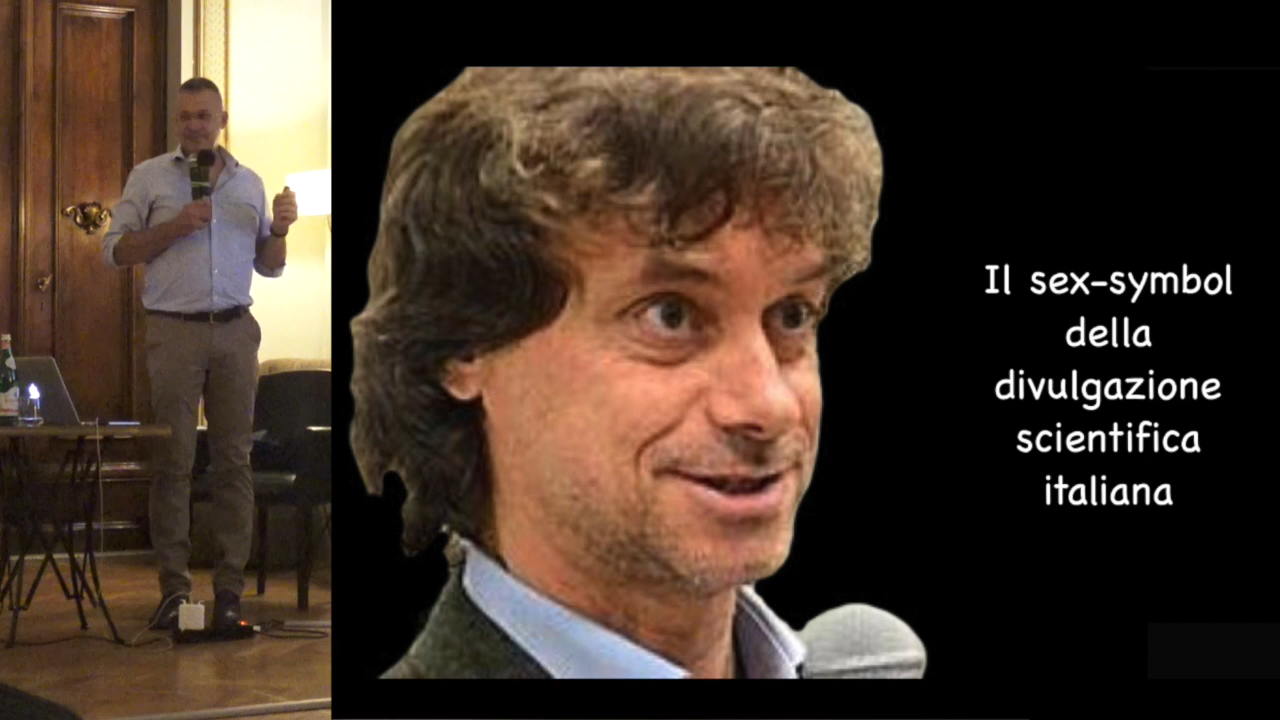 Il sex-symbol
della
divulgazione
scientifica
italiana